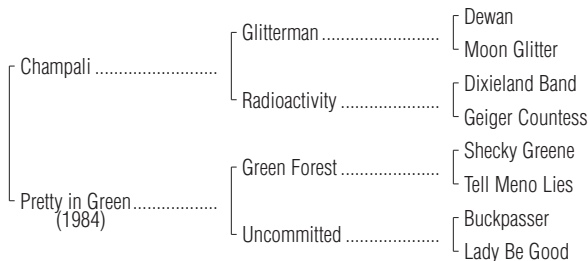 Dewan
Glitterman
Moon Glitter
Champali
Dixieland Band
Radioactivity
Geiger Countess
Shecky Greene
Green Forest
Tell Meno Lies
Pretty in Green
(1984)
Buckpasser
Uncommitted
Lady Be Good